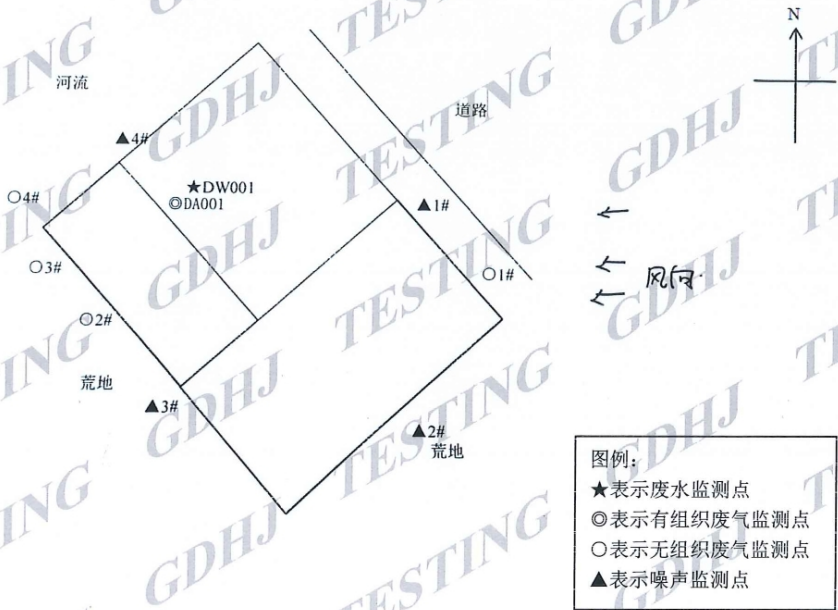 N
河流
道路
▲4#
★DW001
◎DA001
○4#
▲1#
○3#
○1#
风向
○2#
荒地
▲3#
▲2#
荒地
图例：
★表示废水监测点
◎表示有组织废气监测点
○表示无组织废气监测点
▲表示噪声监测点
GDHJ TESTING